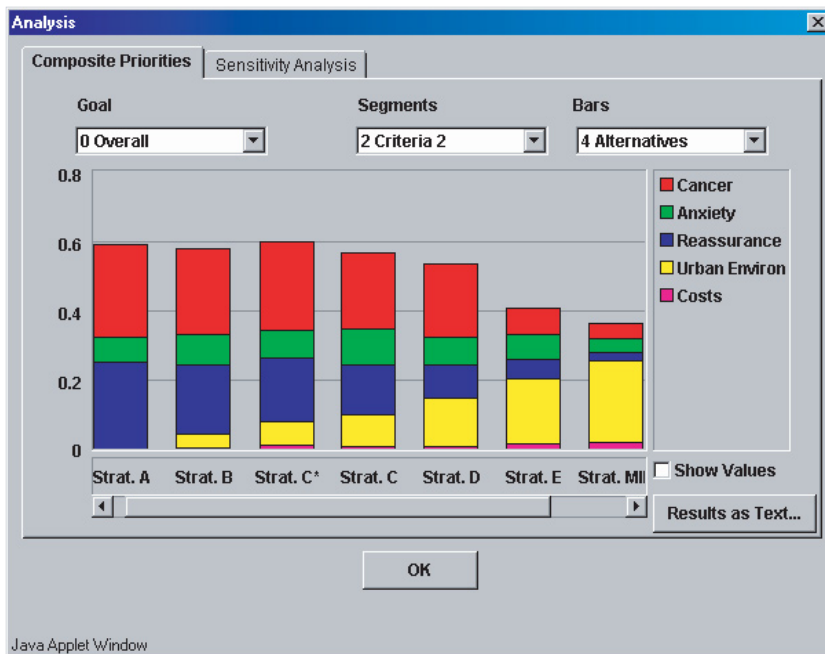 Analysis
Composite Priorities
Sensitivity Analysis
Goal
Segments
Bars
0 Overall
2 Criteria 2
4 Alternatives
0.8
0.6
0.4
0.2
0
Cancer
Anxiety
Reassurance
Urban Environ
Costs
Strat. A
Strat. B
Strat. C*
Strat. C
Strat. D
Strat. E
Strat. MI
Show Values
Results as Text...
OK
Java Applet Window